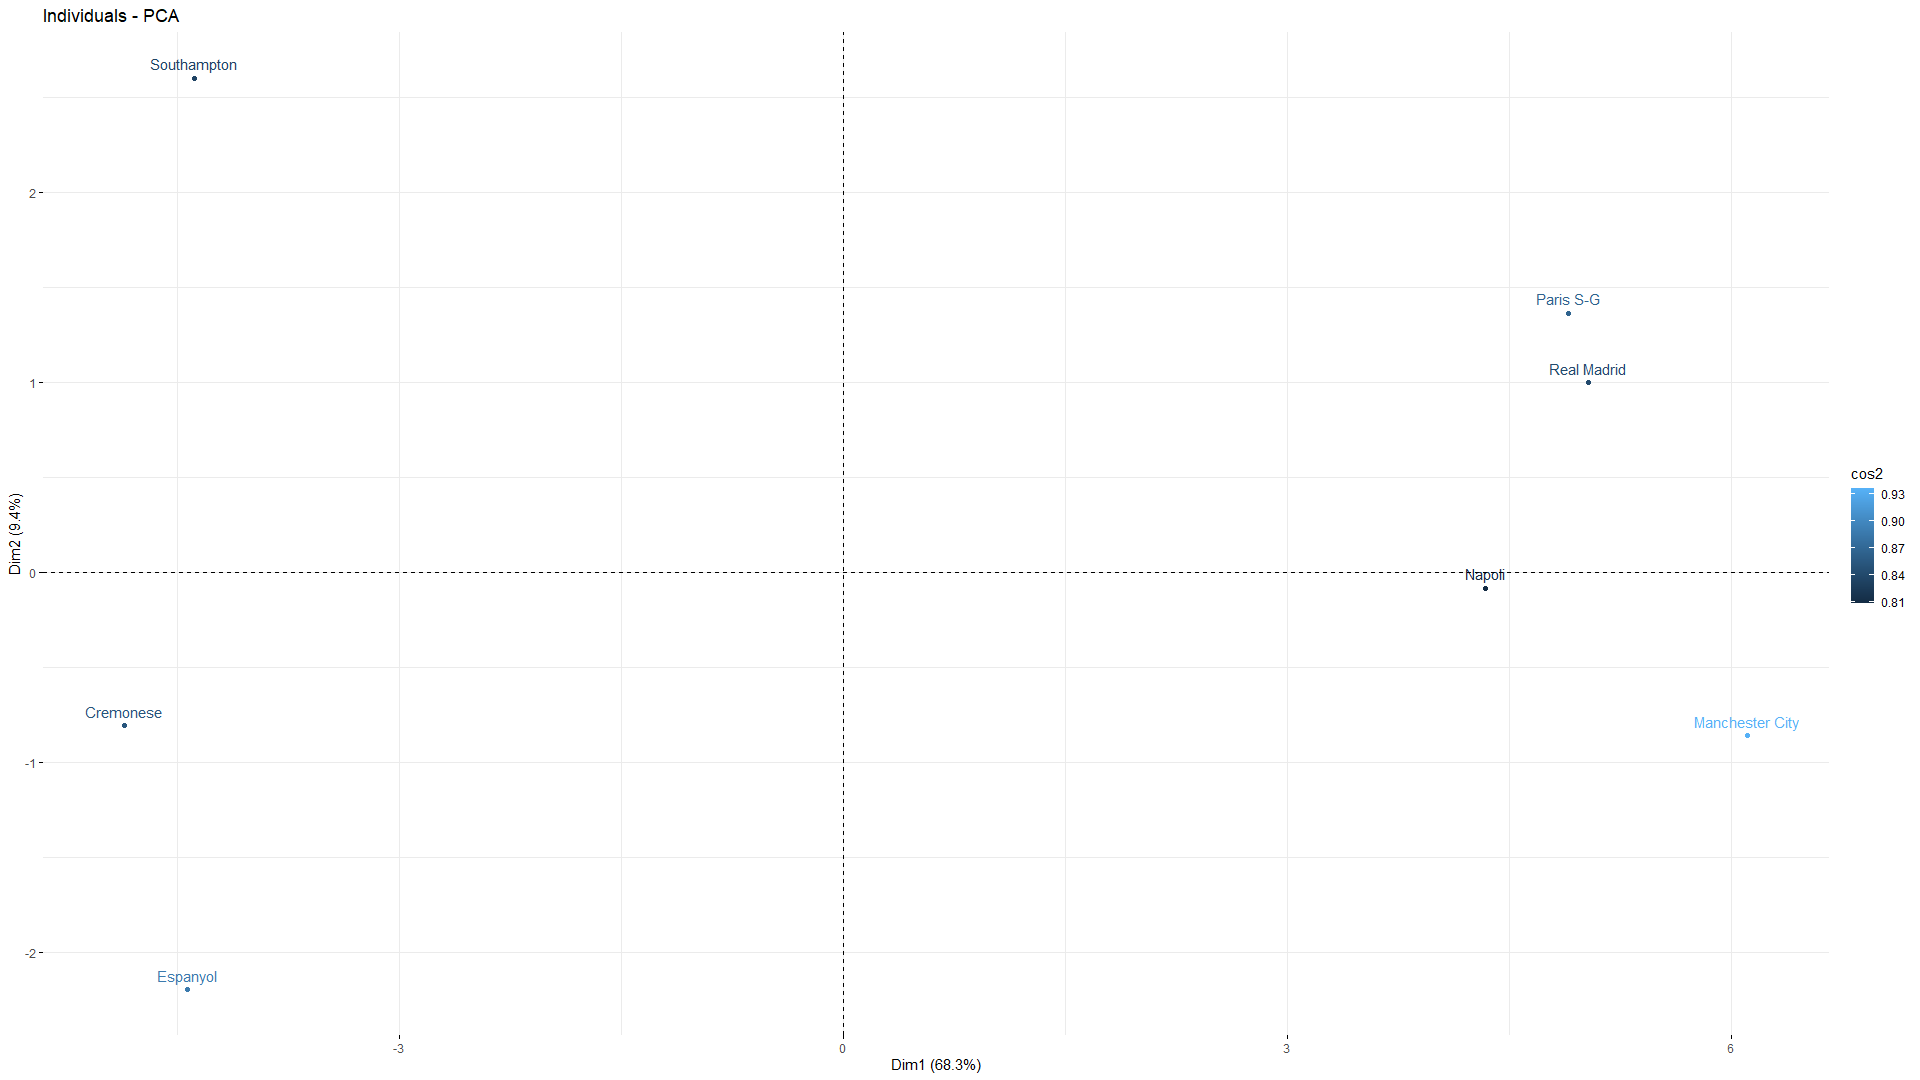 Individuals - PCA
Southampton
2
Paris S-G
1
Real Madrid
cos2
0.93
0.90
0.87
0.84
0.81
Dim2 (9.4%)
0
Napoli
Cremonese
Manchester City
-1
-2
Espanyol
-3
0
3
6
Dim1 (68.3%)